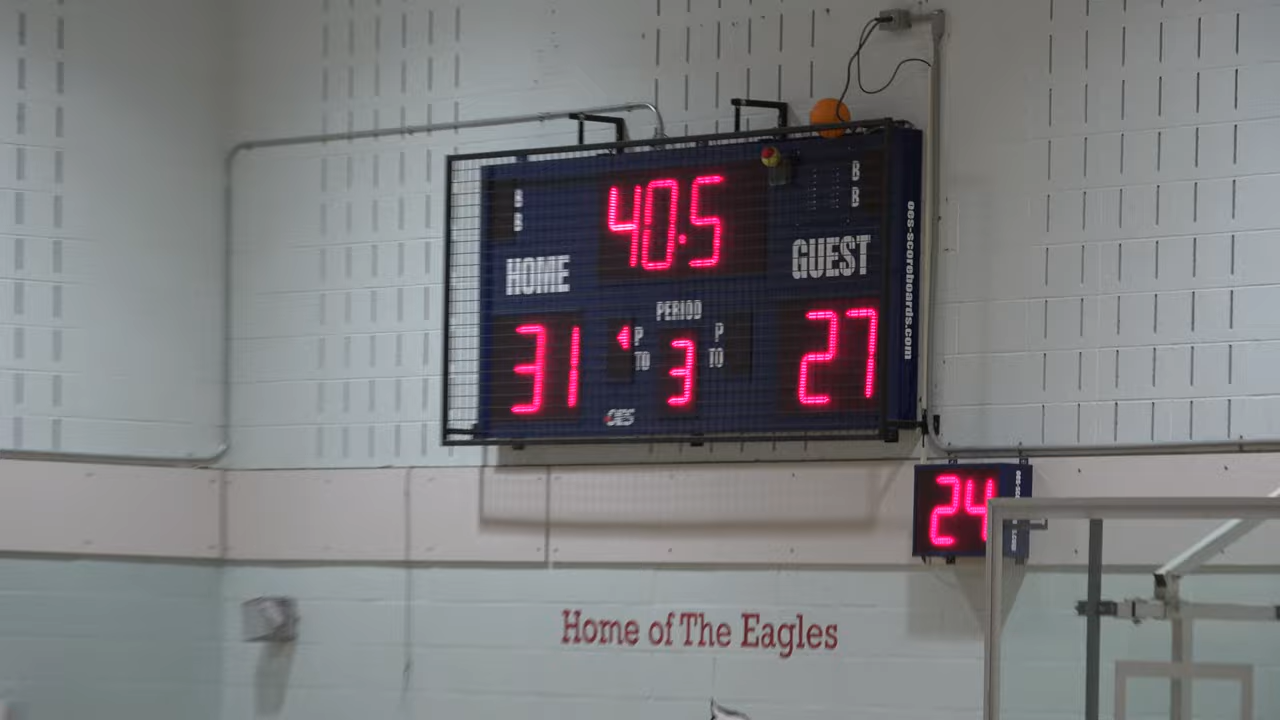 B
B
40.5
B
B
HOME
GUEST
PERIOD
31
P
TO
3
P
TO
27
OES
oes-scoreboards.com
24
Home of The Eagles